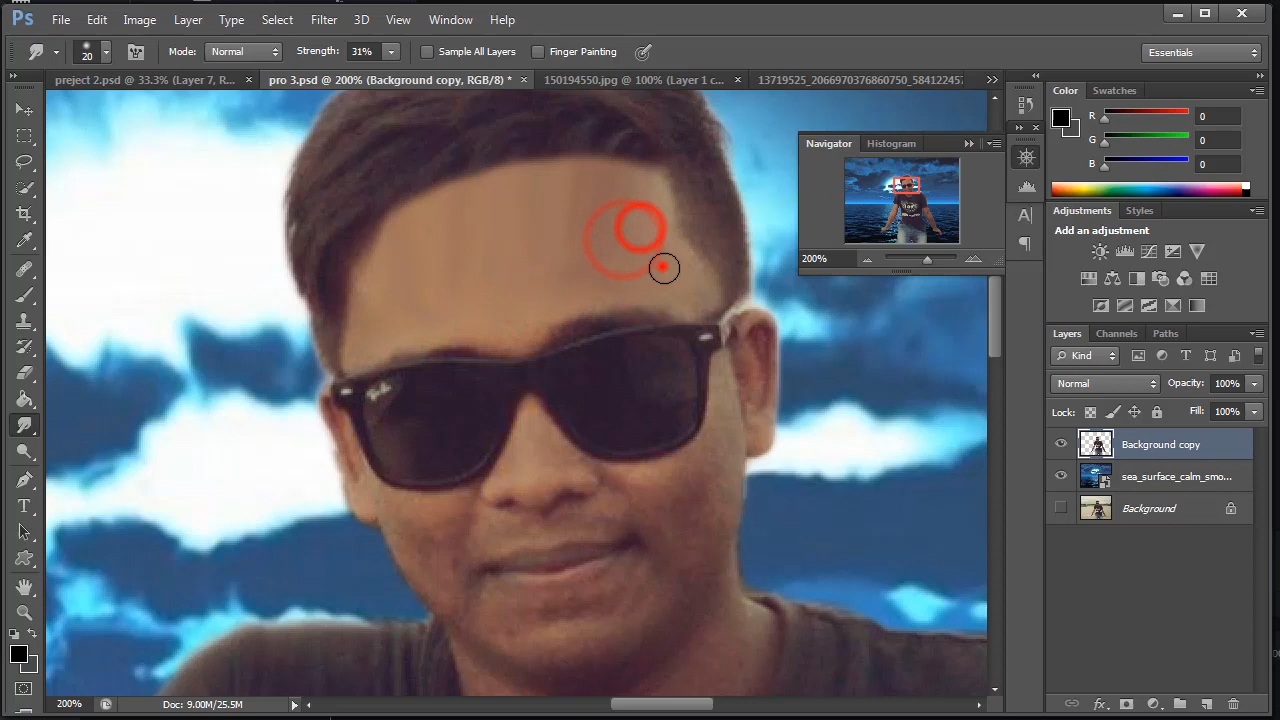 Ps File Edit Image Layer Type Select Filter 3D View Window Help
20 Mode: Normal Strength: 31% Sample All Layers Finger Painting Essentials
preject 2.psd @ 33.3% (Layer 7, R... × pro 3.psd @ 200% (Background copy, RGB/8) * × 150194550.jpg @ 100% (Layer 1 c... × 13719525_2066970376860750_584122457
Color Swatches
R 0
G 0
B 0
Navigator Histogram
200%
Adjustments Styles
Add an adjustment
Layers Channels Paths
Kind
Normal Opacity: 100%
Lock: Fill: 100%
Background copy
sea_surface_calm_smo...
Background
200% Doc: 9.00M/25.5M